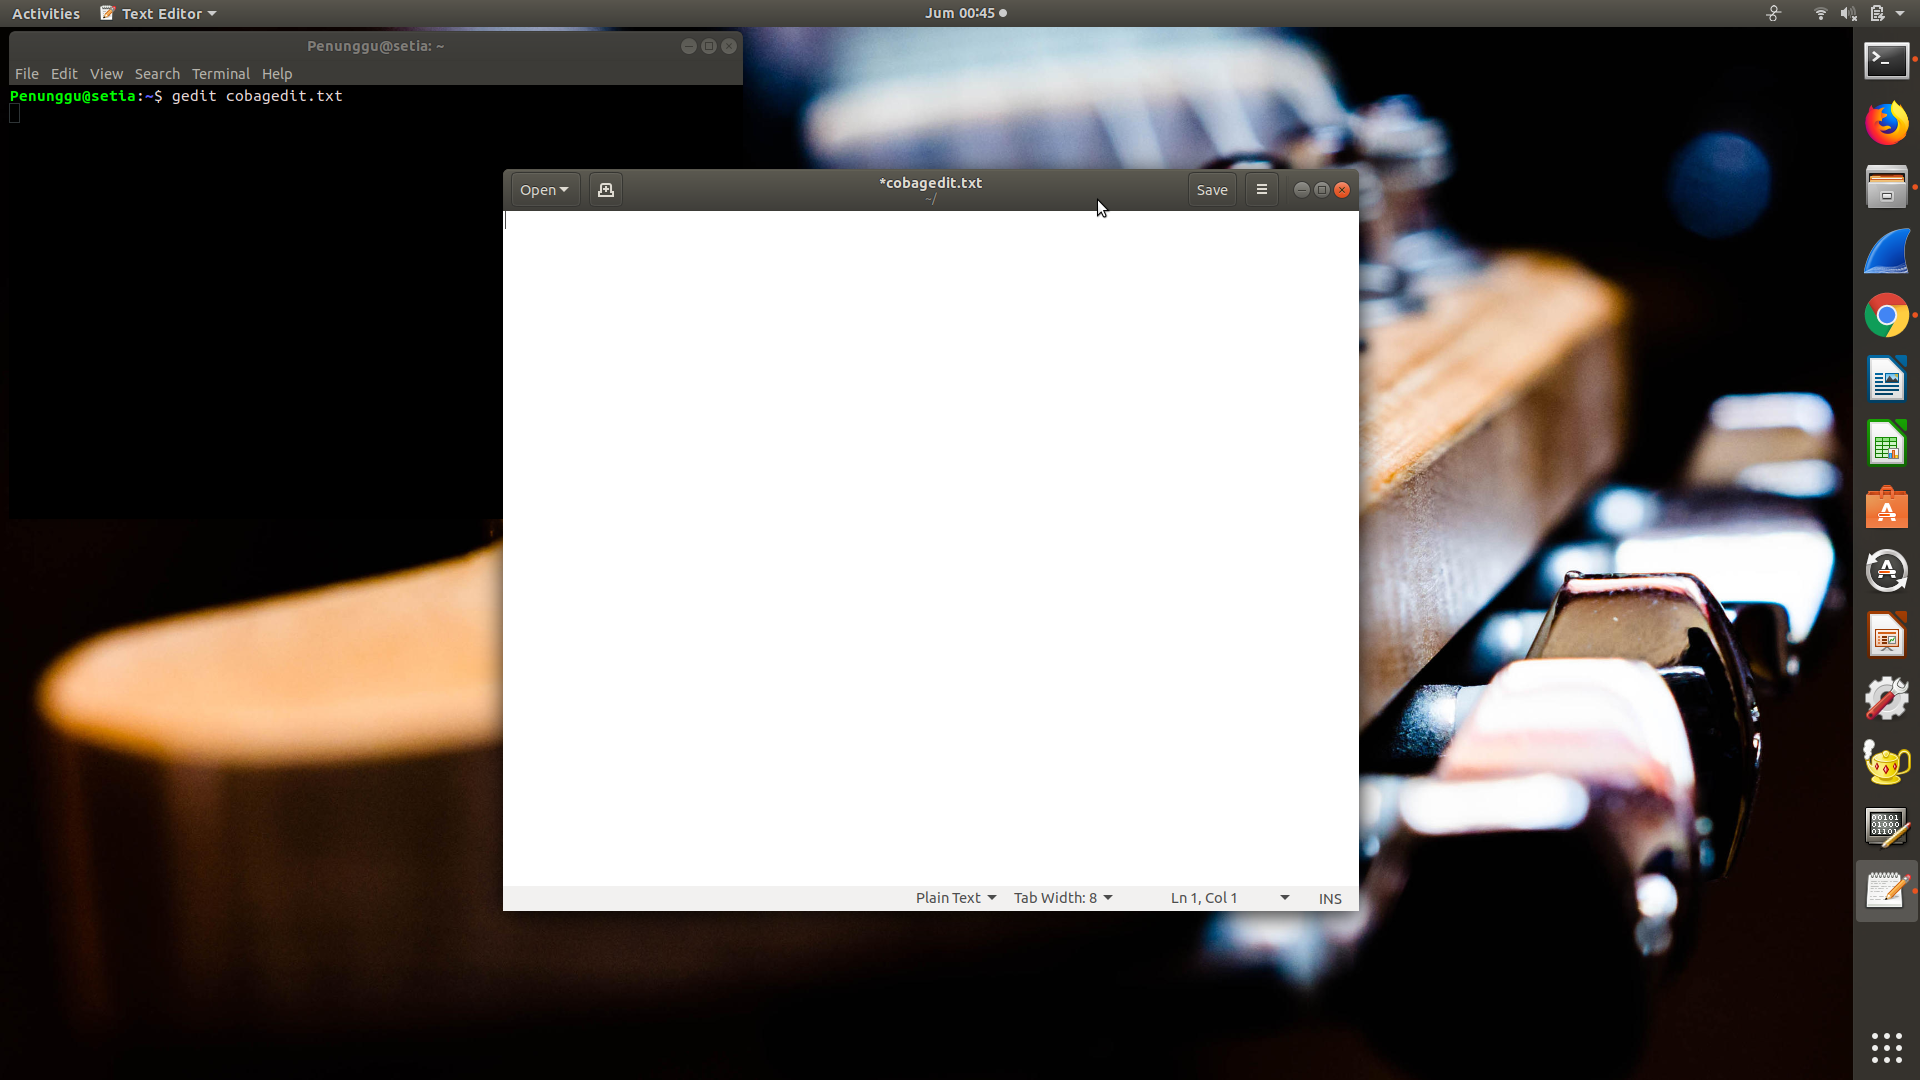 Activities Text Editor Jum 00:45
Penunggu@setia: ~
File Edit View Search Terminal Help
Penunggu@setia:~$ gedit cobagedit.txt
Open *cobagedit.txt Save
~/
Plain Text Tab Width: 8 Ln 1, Col 1 INS